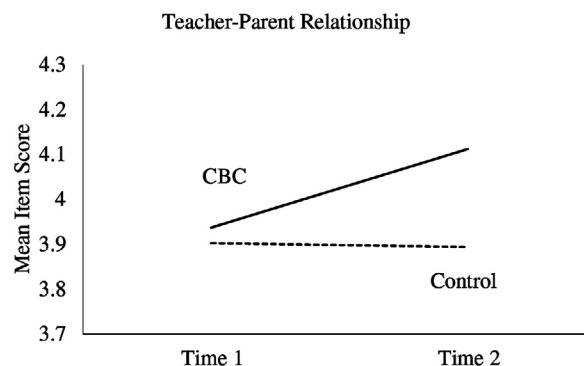 Teacher-Parent Relationship
4.3
4.2
4.1
4
3.9
3.8
3.7
Mean Item Score
CBC
Control
Time 1
Time 2